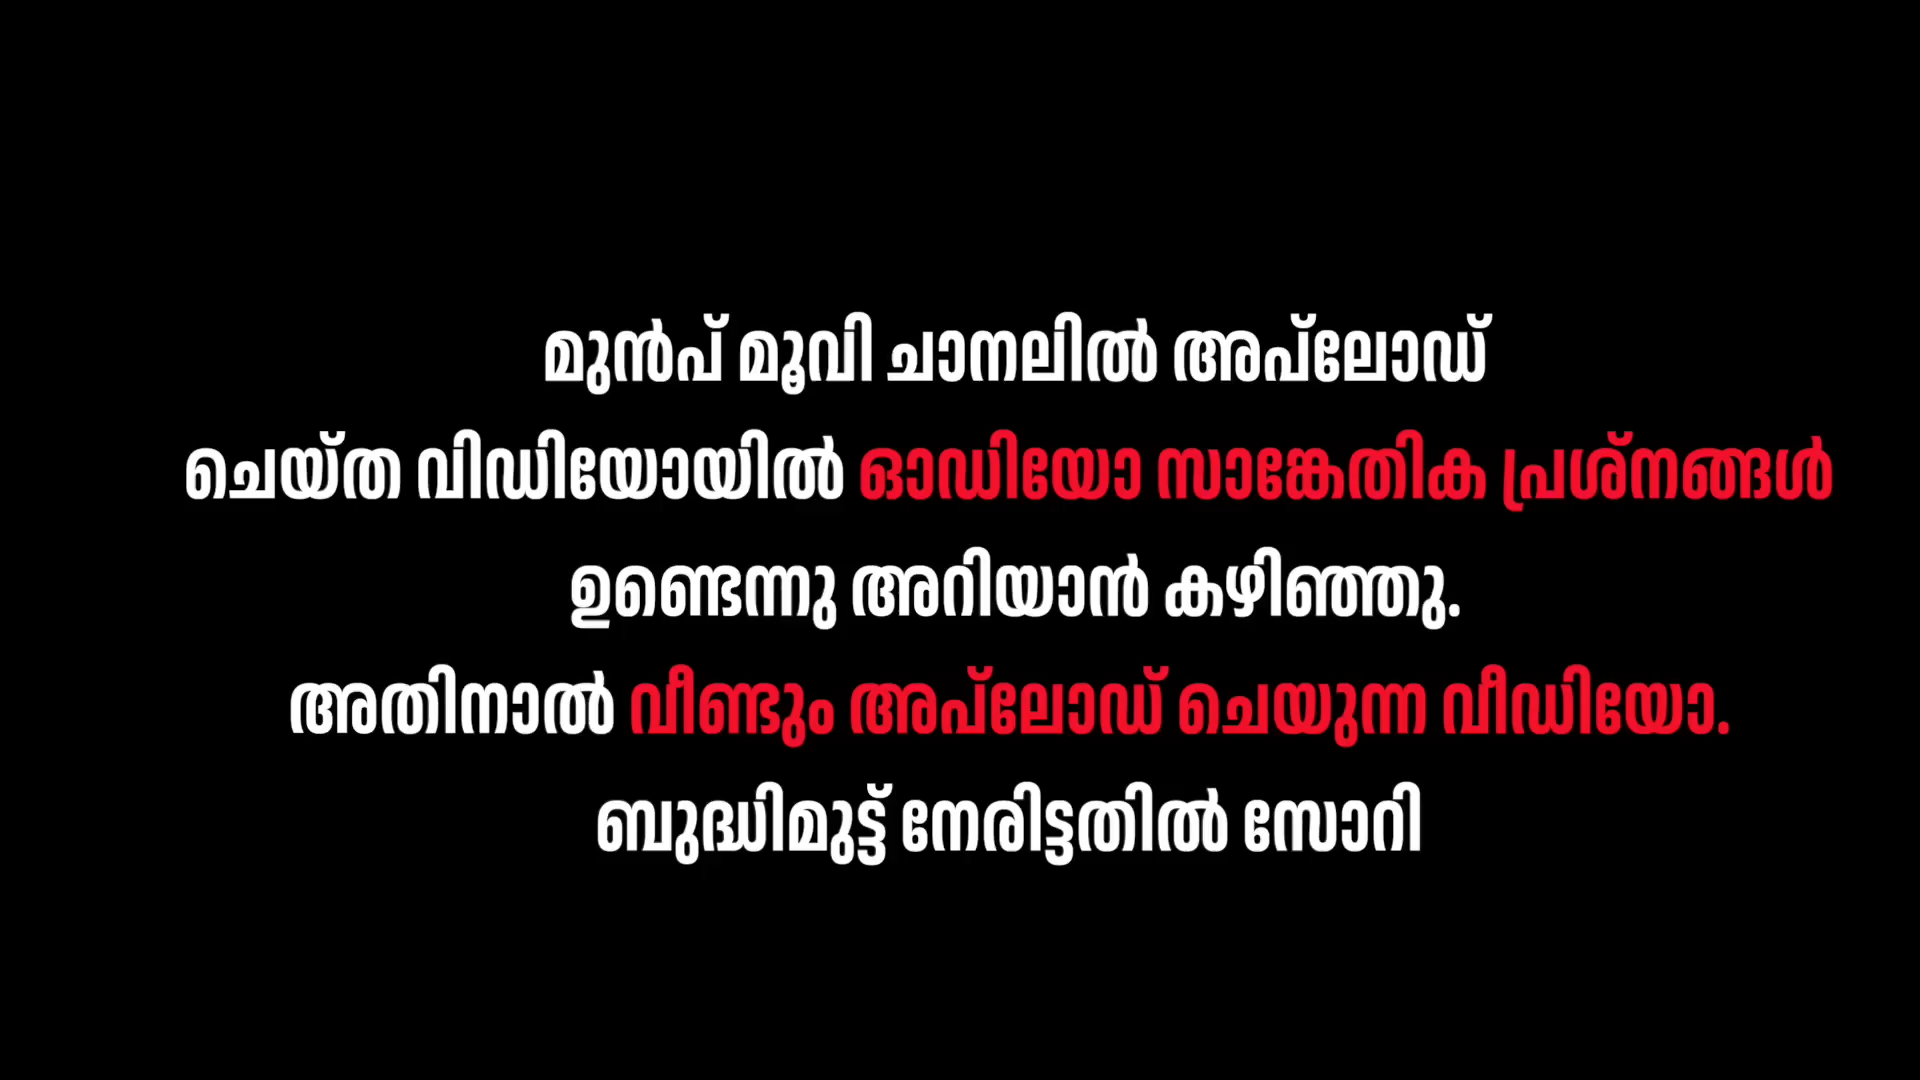 മുൻപ് മൂവി ചാനലിൽ അപ്‌ലോഡ്
ചെയ്ത വിഡിയോയിൽ ഓഡിയോ സാങ്കേതിക പ്രശ്നങ്ങൾ
ഉണ്ടെന്നു അറിയാൻ കഴിഞ്ഞു.
അതിനാൽ വീണ്ടും അപ്‌ലോഡ് ചെയുന്ന വീഡിയോ.
ബുദ്ധിമുട്ട് നേരിട്ടതിൽ സോറി